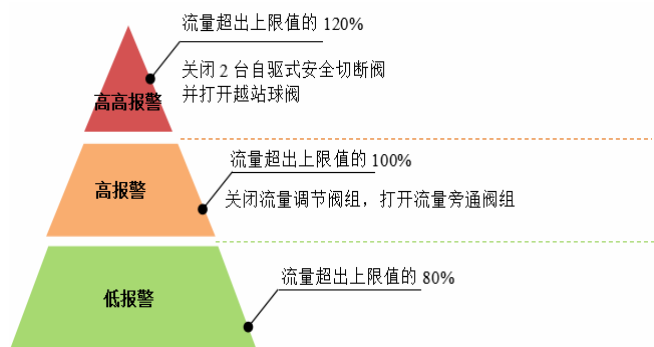 流量超出上限值的 120%
关闭 2 台自驱式安全切断阀
并打开越站球阀
高高报警
流量超出上限值的 100%
高报警
关闭流量调节阀组，打开流量旁通阀组
流量超出上限值的 80%
低报警